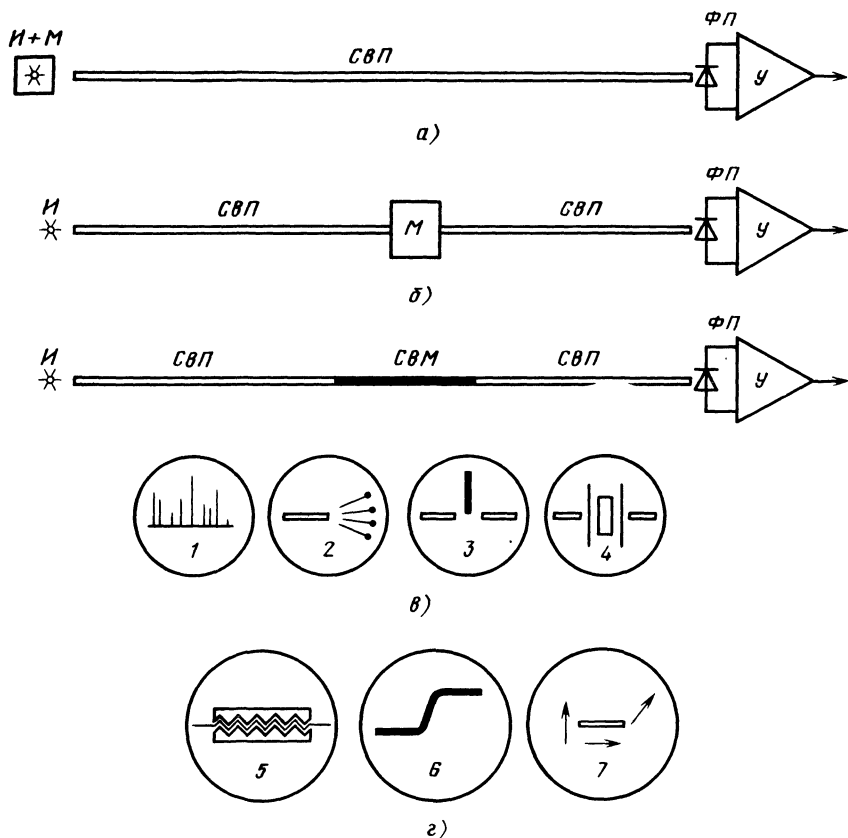 И+М СВП ФП У
а)
И СВП М СВП ФП У
б)
И СВП СВМ СВП ФП У
1 2 3 4
в)
5 6 7
г)